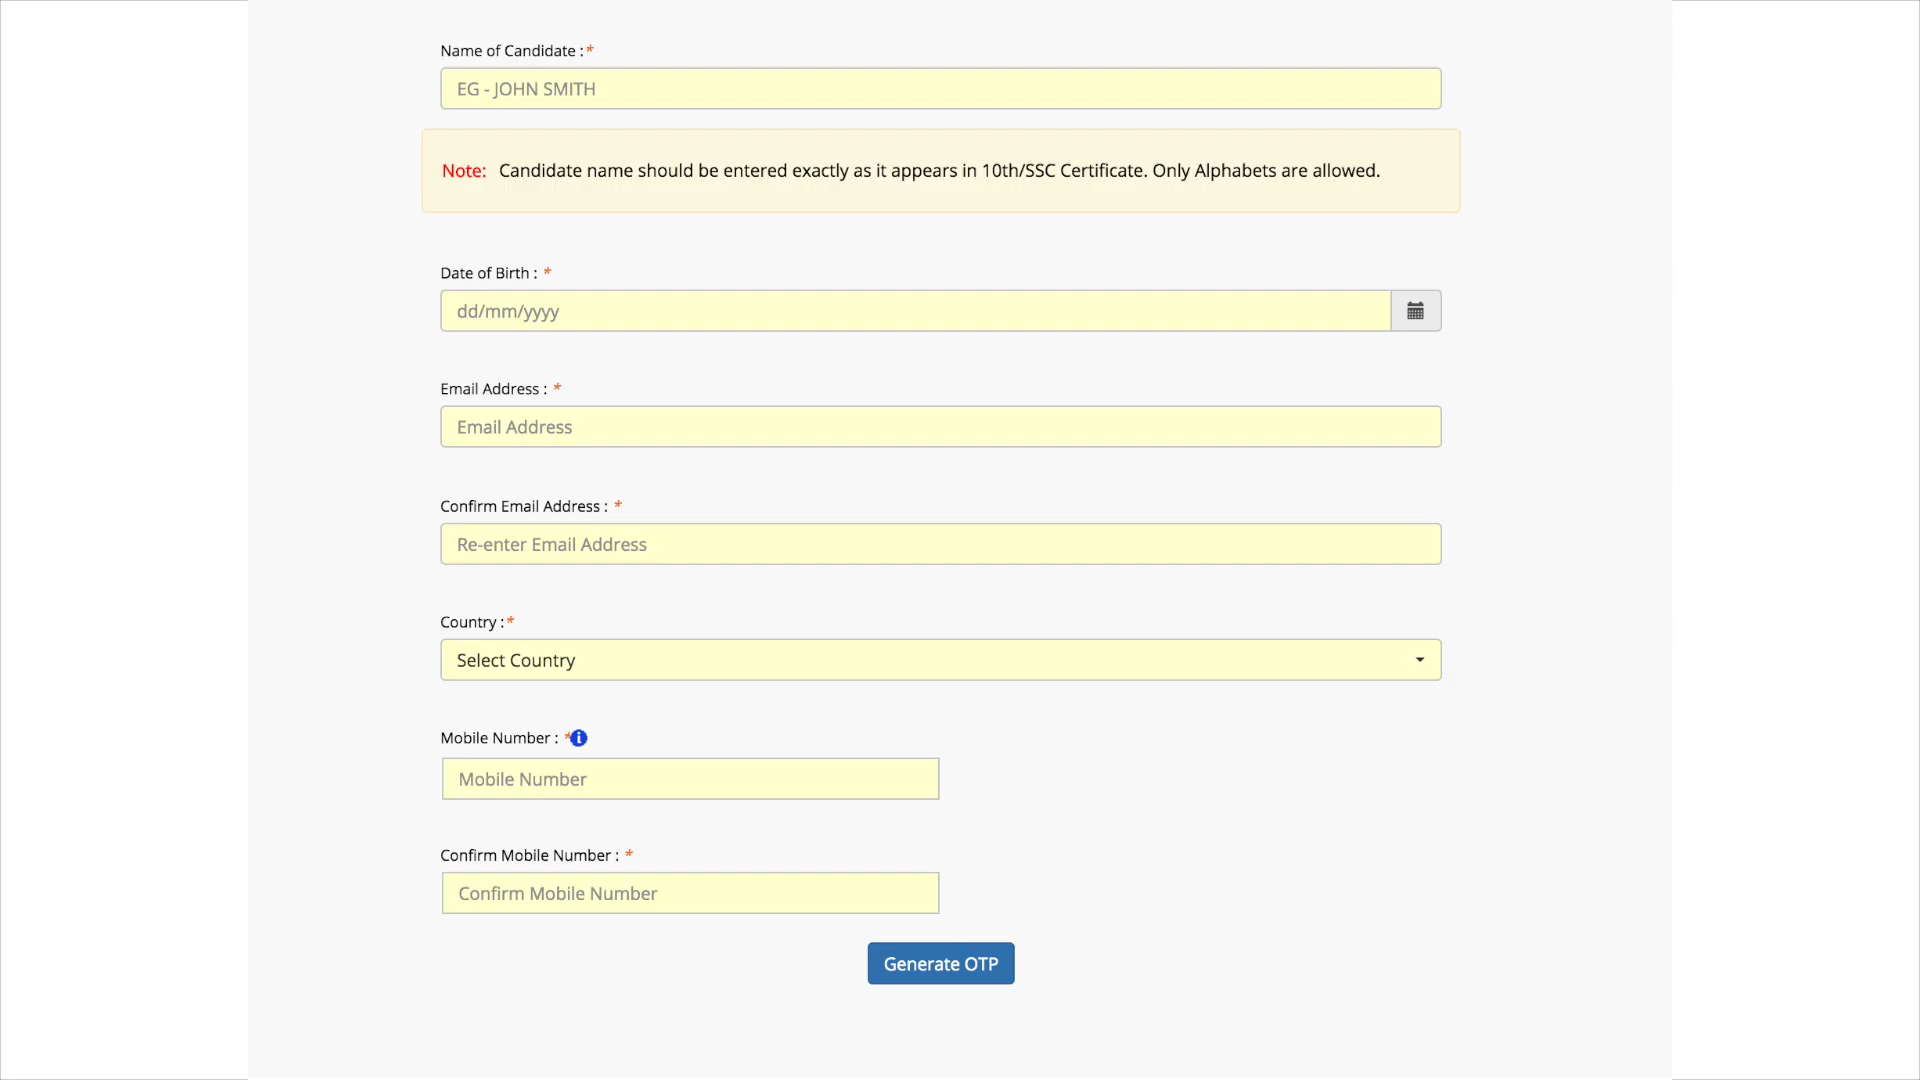 Name of Candidate :*
EG - JOHN SMITH
Note: Candidate name should be entered exactly as it appears in 10th/SSC Certificate. Only Alphabets are allowed.
Date of Birth : *
dd/mm/yyyy
Email Address : *
Email Address
Confirm Email Address : *
Re-enter Email Address
Country :*
Select Country
Mobile Number : *
Mobile Number
Confirm Mobile Number : *
Confirm Mobile Number
Generate OTP